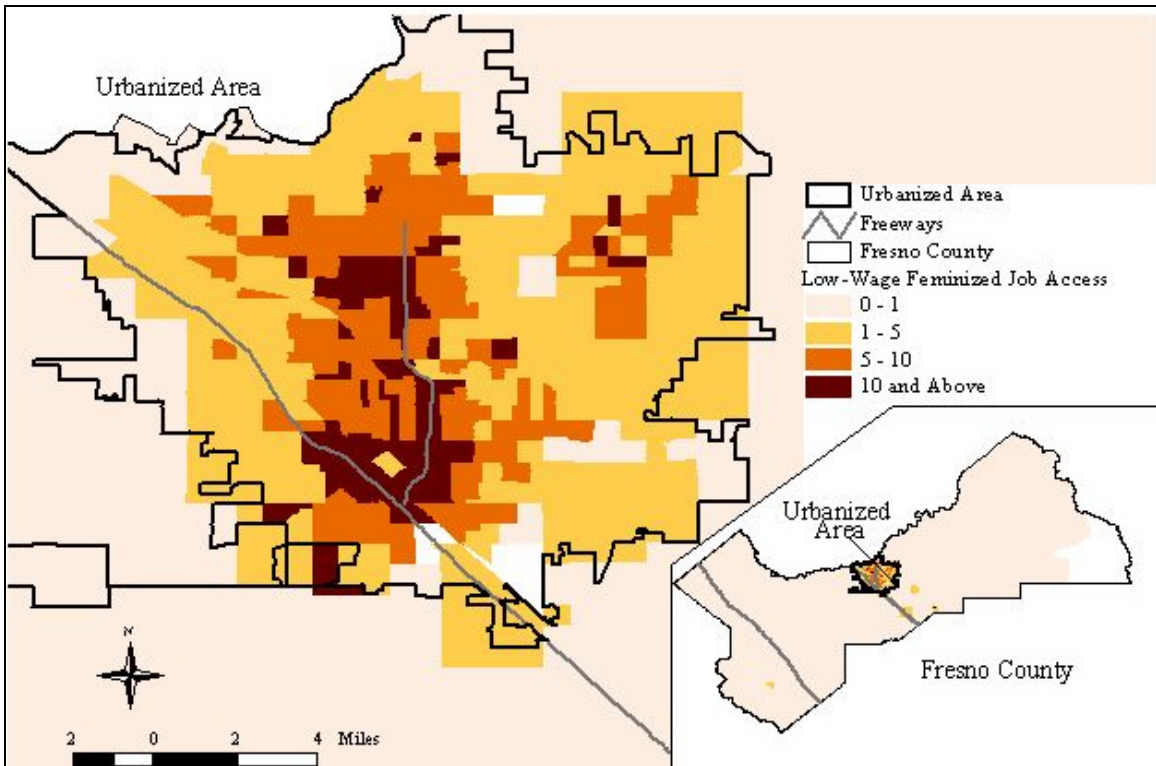 Urbanized Area
Urbanized Area
Freeways
Fresno County
Low-Wage Feminized Job Access
0 - 1
1 - 5
5 - 10
10 and Above
Urbanized
Area
Fresno County
N
2 0 2 4 Miles